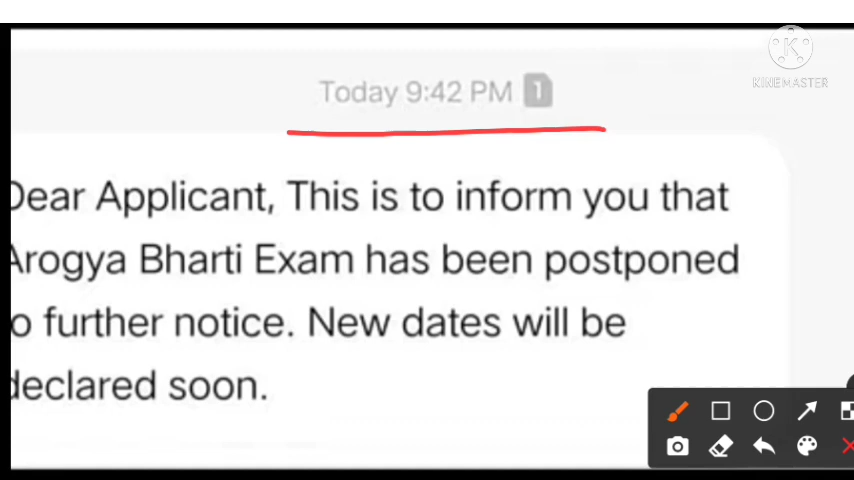 KINEMASTER
Today 9:42 PM 1
Dear Applicant, This is to inform you that
Arogya Bharti Exam has been postponed
o further notice. New dates will be
declared soon.